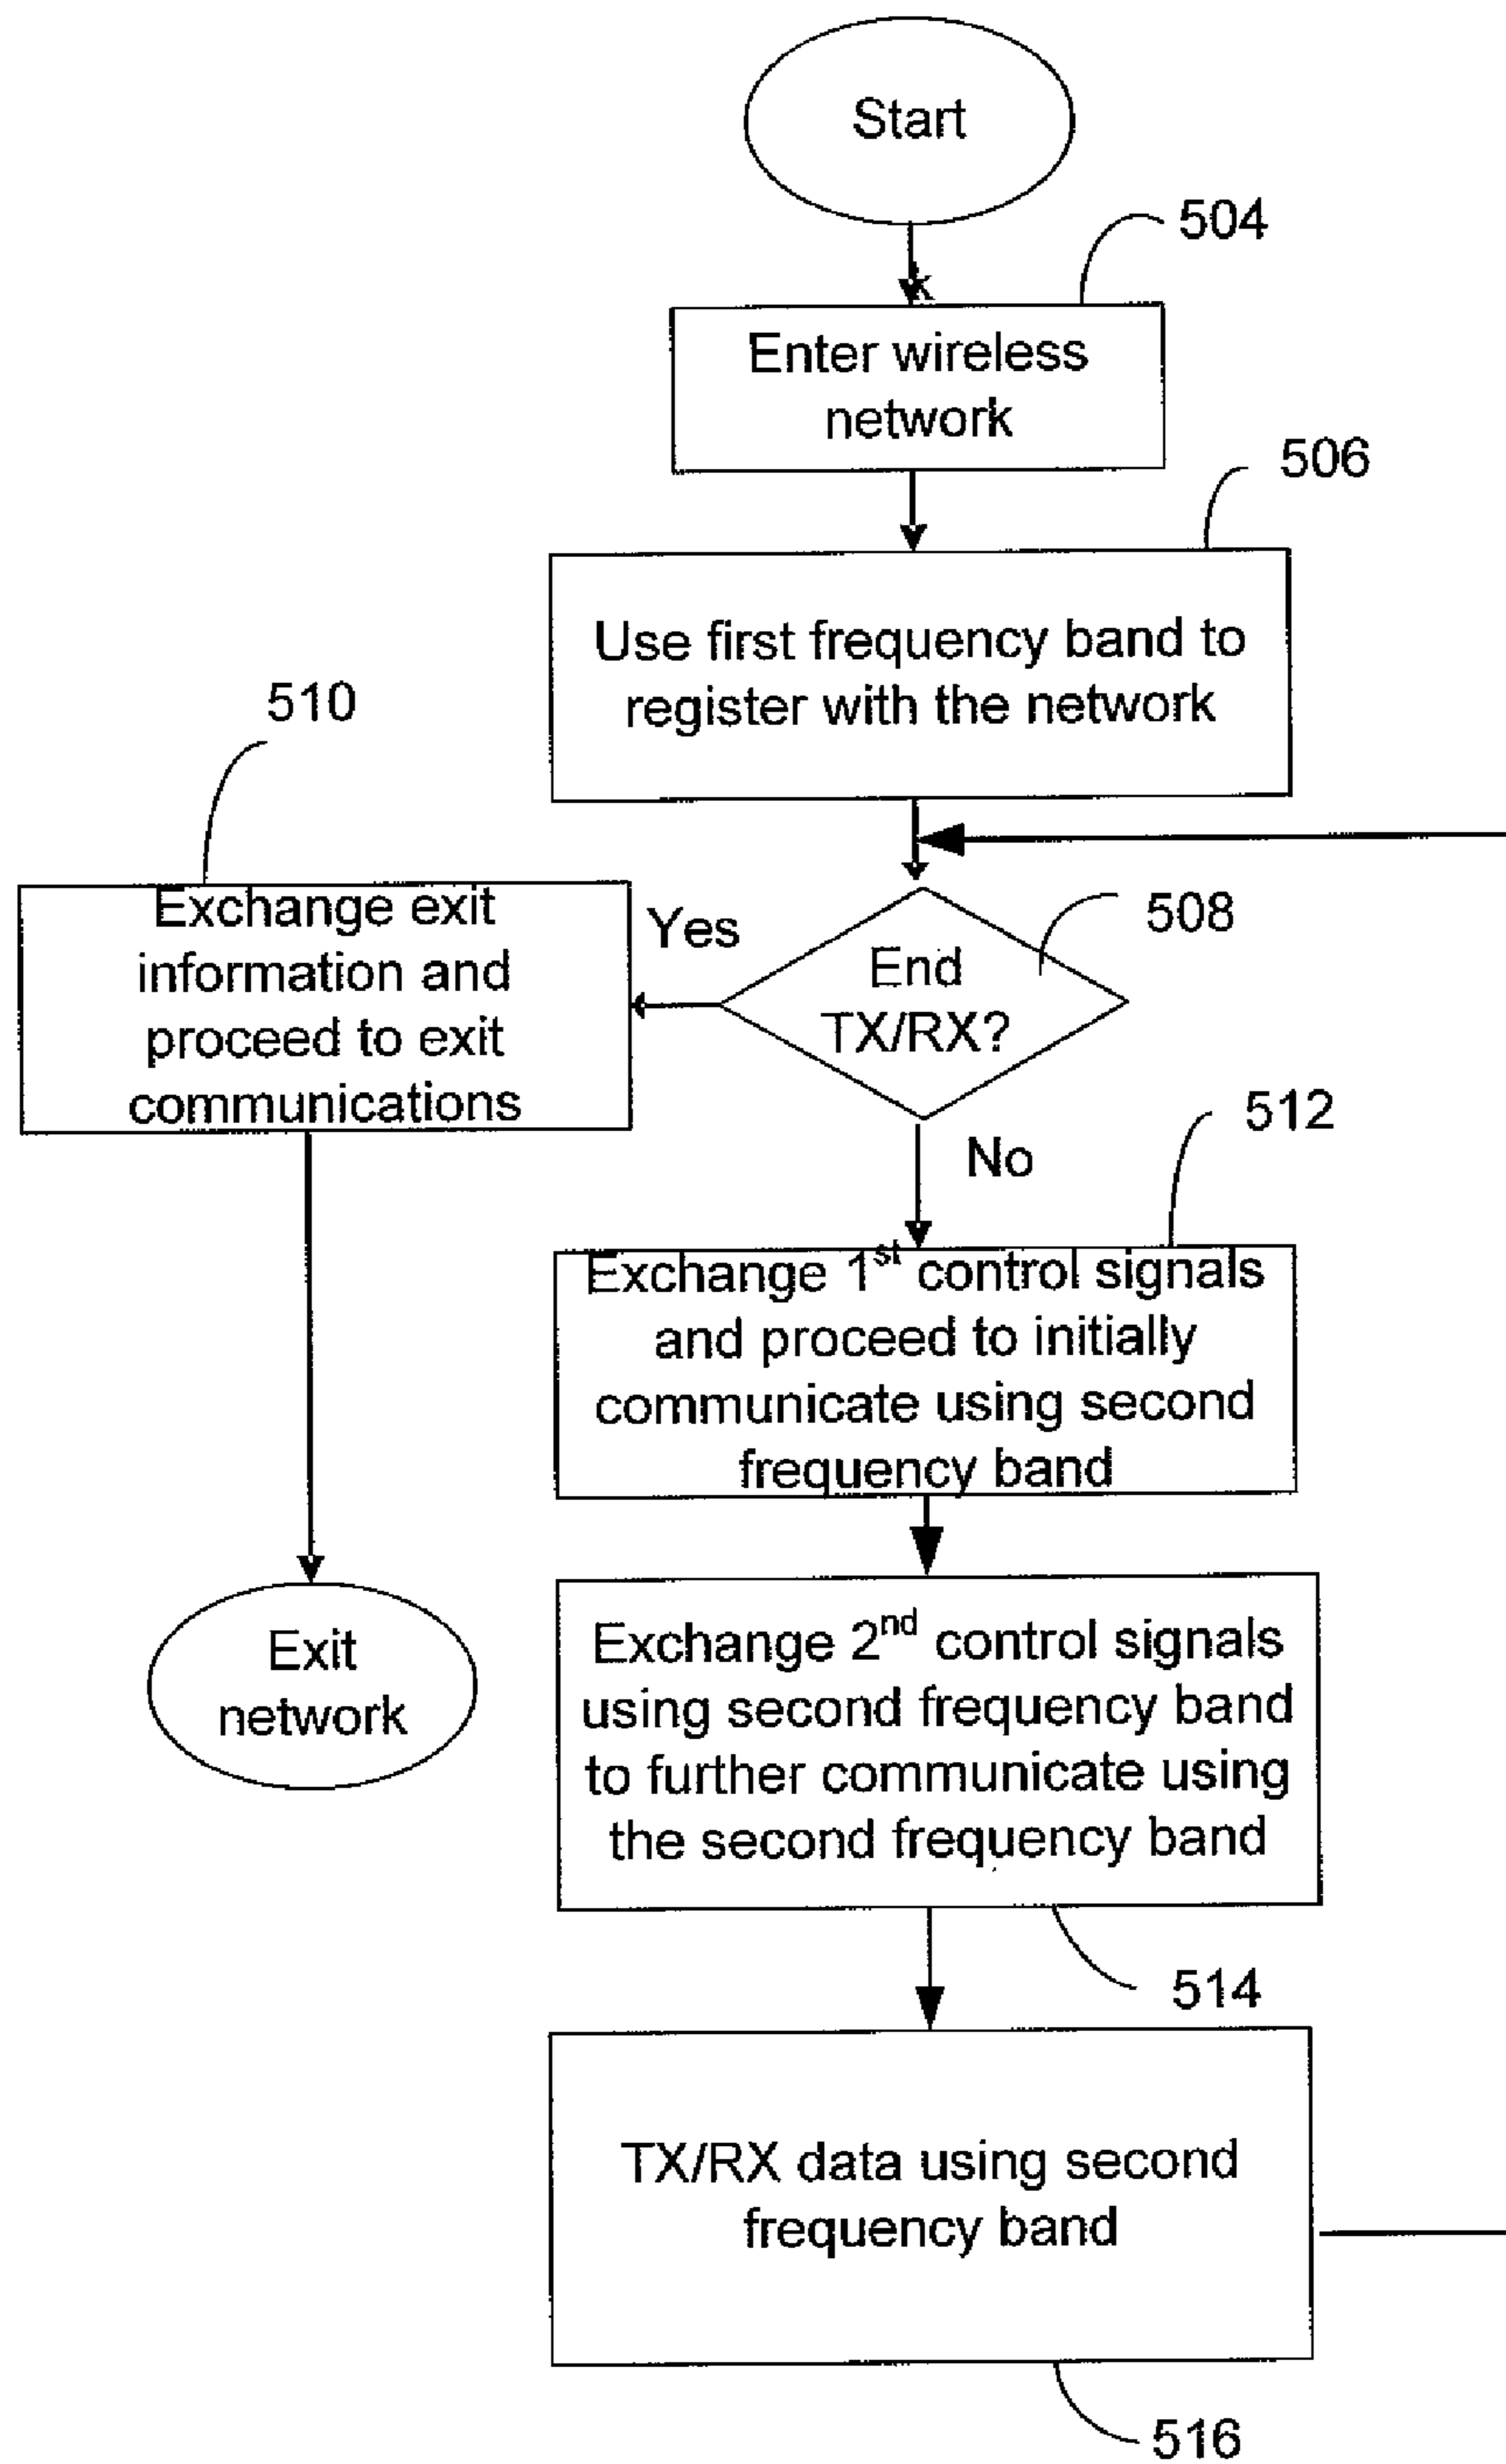 Start
504
Enter wireless
network
506
Use first frequency band to
register with the network
510
Exchange exit
information and
proceed to exit
communications
Yes
508
End
TX/RX?
No
512
Exchange 1st control signals
and proceed to initially
communicate using second
frequency band
Exit
network
Exchange 2nd control signals
using second frequency band
to further communicate using
the second frequency band
514
TX/RX data using second
frequency band
516